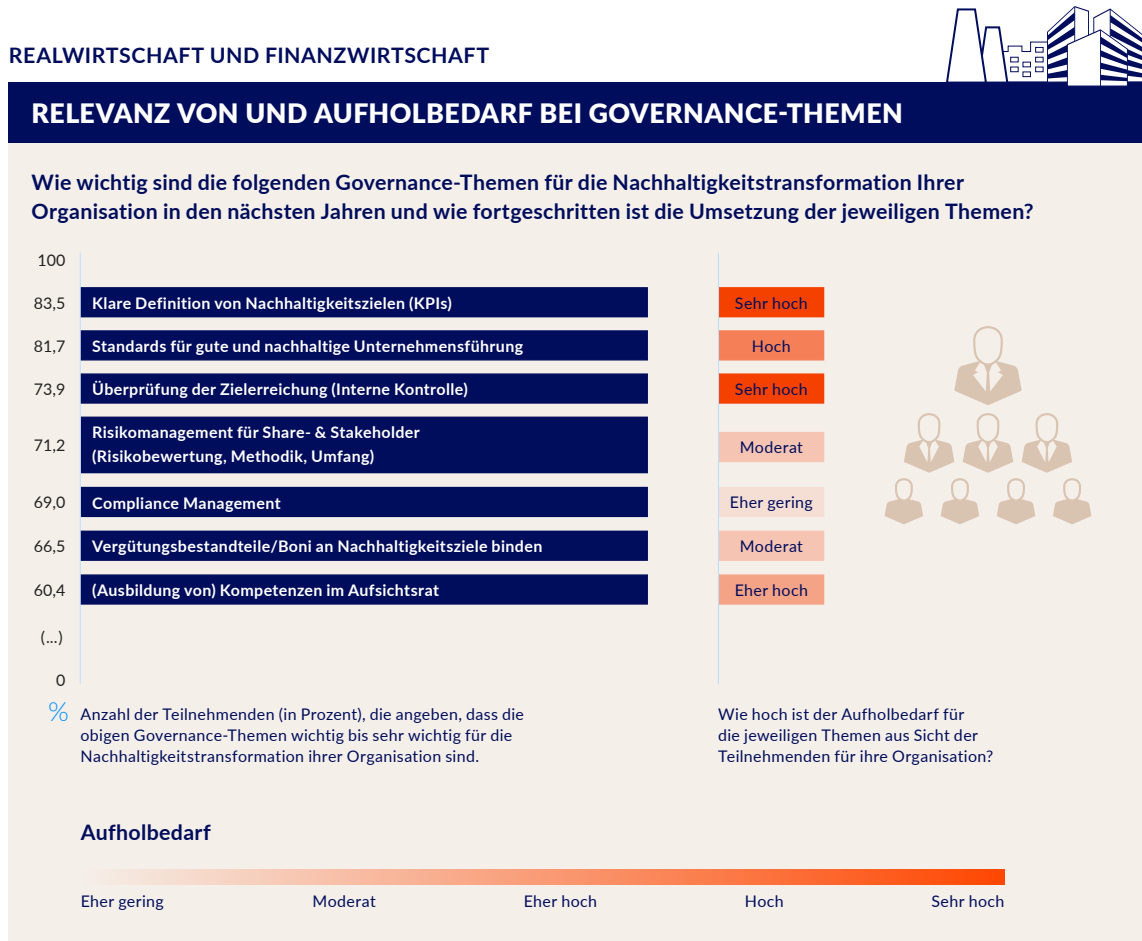 REALWIRTSCHAFT UND FINANZWIRTSCHAFT
RELEVANZ VON UND AUFHOLBEDARF BEI GOVERNANCE-THEMEN
Wie wichtig sind die folgenden Governance-Themen für die Nachhaltigkeitstransformation Ihrer
Organisation in den nächsten Jahren und wie fortgeschritten ist die Umsetzung der jeweiligen Themen?
100
83,5 Klare Definition von Nachhaltigkeitszielen (KPIs) Sehr hoch
81,7 Standards für gute und nachhaltige Unternehmensführung Hoch
73,9 Überprüfung der Zielerreichung (Interne Kontrolle) Sehr hoch
71,2 Risikomanagement für Share- & Stakeholder
(Risikobewertung, Methodik, Umfang) Moderat
69,0 Compliance Management Eher gering
66,5 Vergütungsbestandteile/Boni an Nachhaltigkeitsziele binden Moderat
60,4 (Ausbildung von) Kompetenzen im Aufsichtsrat Eher hoch
(...)
0
% Anzahl der Teilnehmenden (in Prozent), die angeben, dass die
obigen Governance-Themen wichtig bis sehr wichtig für die
Nachhaltigkeitstransformation ihrer Organisation sind.
Wie hoch ist der Aufholbedarf für
die jeweiligen Themen aus Sicht der
Teilnehmenden für ihre Organisation?
Aufholbedarf
Eher gering Moderat Eher hoch Hoch Sehr hoch